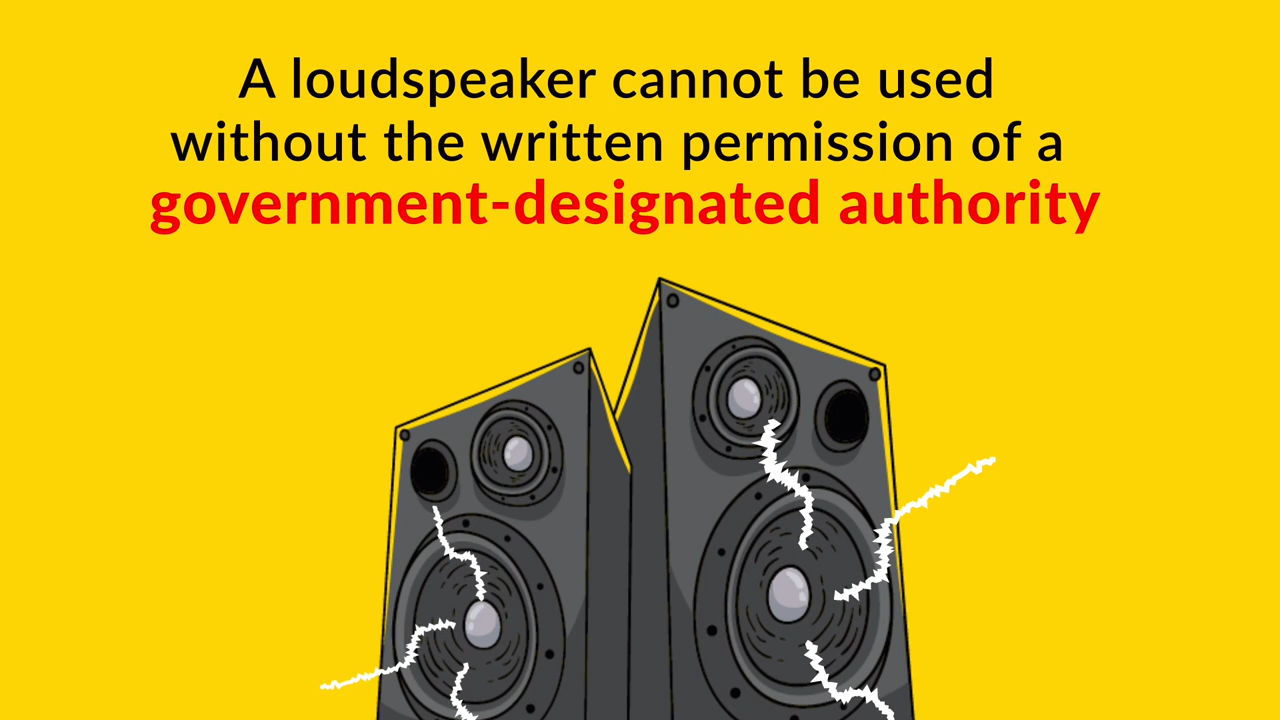 A loudspeaker cannot be used
without the written permission of a
government-designated authority